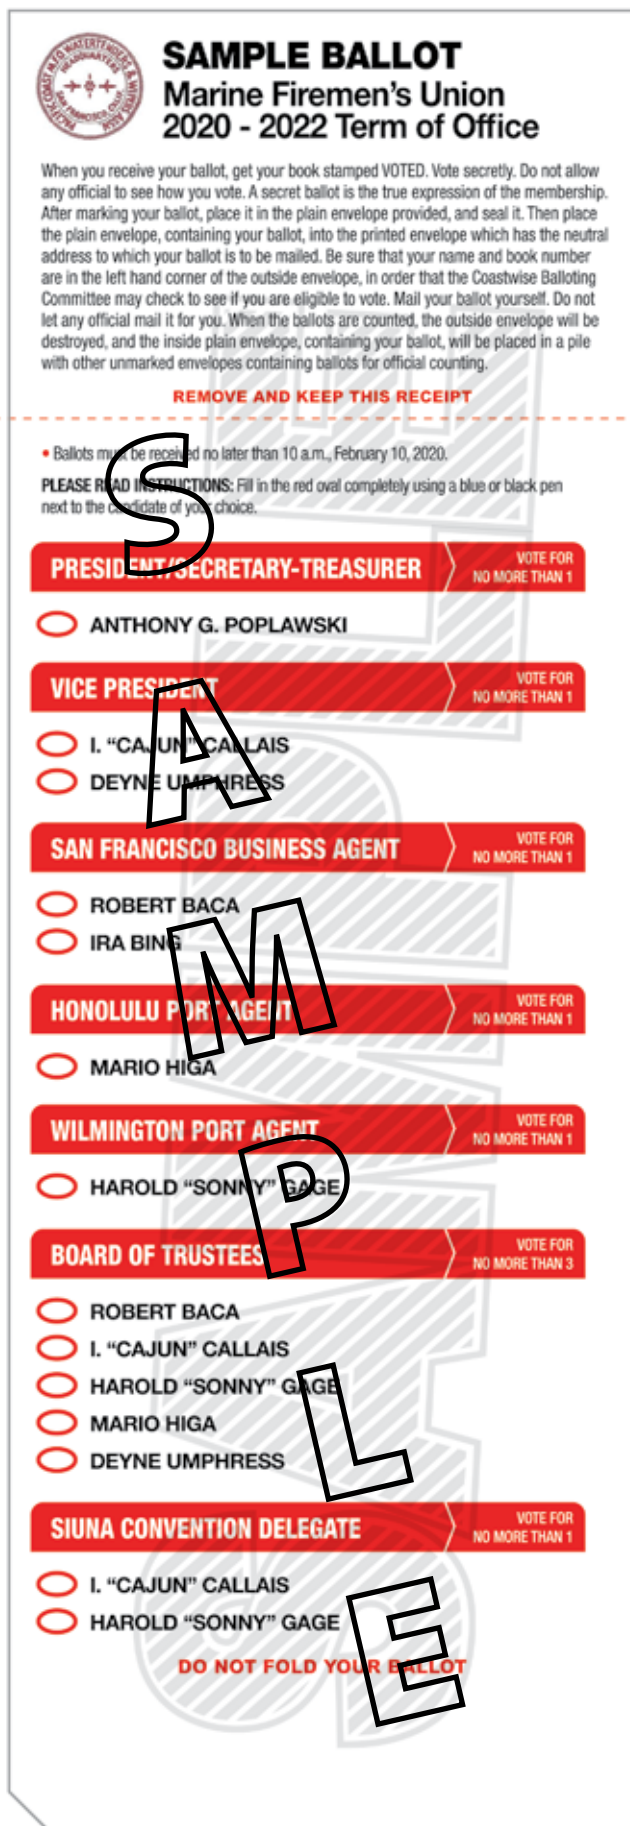 SAMPLE BALLOT
Marine Firemen's Union
2020 - 2022 Term of Office
PACIFIC COAST M.F.O.W. WATERTENDERS & WIPERS ASSN.
HEADQUARTERS
SAN FRANCISCO, CALIF.
When you receive your ballot, get your book stamped VOTED. Vote secretly. Do not allow
any official to see how you vote. A secret ballot is the true expression of the membership.
After marking your ballot, place it in the plain envelope provided, and seal it. Then place
the plain envelope, containing your ballot, into the printed envelope which has the neutral
address to which your ballot is to be mailed. Be sure that your name and book number
are in the left hand corner of the outside envelope, in order that the Coastwise Balloting
Committee may check to see if you are eligible to vote. Mail your ballot yourself. Do not
let any official mail it for you. When the ballots are counted, the outside envelope will be
destroyed, and the inside plain envelope, containing your ballot, will be placed in a pile
with other unmarked envelopes containing ballots for official counting.
REMOVE AND KEEP THIS RECEIPT
• Ballots must be received no later than 10 a.m., February 10, 2020.
PLEASE READ INSTRUCTIONS: Fill in the red oval completely using a blue or black pen
next to the candidate of your choice.
PRESIDENT/SECRETARY-TREASURER VOTE FOR
NO MORE THAN 1
ANTHONY G. POPLAWSKI
VICE PRESIDENT VOTE FOR
NO MORE THAN 1
I. “CAJUN” CALLAIS
DEYNE UMPHRESS
SAN FRANCISCO BUSINESS AGENT VOTE FOR
NO MORE THAN 1
ROBERT BACA
IRA BING
HONOLULU PORT AGENT VOTE FOR
NO MORE THAN 1
MARIO HIGA
WILMINGTON PORT AGENT VOTE FOR
NO MORE THAN 1
HAROLD “SONNY” GAGE
BOARD OF TRUSTEES VOTE FOR
NO MORE THAN 3
ROBERT BACA
I. “CAJUN” CALLAIS
HAROLD “SONNY” GAGE
MARIO HIGA
DEYNE UMPHRESS
SIUNA CONVENTION DELEGATE VOTE FOR
NO MORE THAN 1
I. “CAJUN” CALLAIS
HAROLD “SONNY” GAGE
DO NOT FOLD YOUR BALLOT
SAMPLE
SAMPLE